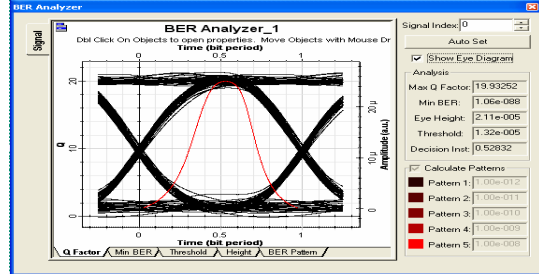 BER Analyzer
Signal
BER Analyzer_1
Dbl Click On Objects to open properties. Move Objects with Mouse Dr
Time (bit period)
0 0.5 1
Q
20
10
0
Amplitude (a.u.)
20 μ
10 μ
0
0 0.5 1
Time (bit period)
Q Factor Min BER Threshold Height BER Pattern
Signal Index: 0
Auto Set
Show Eye Diagram
Analysis
Max Q Factor: 19.93252
Min BER: 1.06e-088
Eye Height: 2.11e-005
Threshold: 1.32e-005
Decision Inst: 0.52832
Calculate Patterns
Pattern 1: 1.00e-012
Pattern 2: 1.00e-011
Pattern 3: 1.00e-010
Pattern 4: 1.00e-009
Pattern 5: 1.00e-008